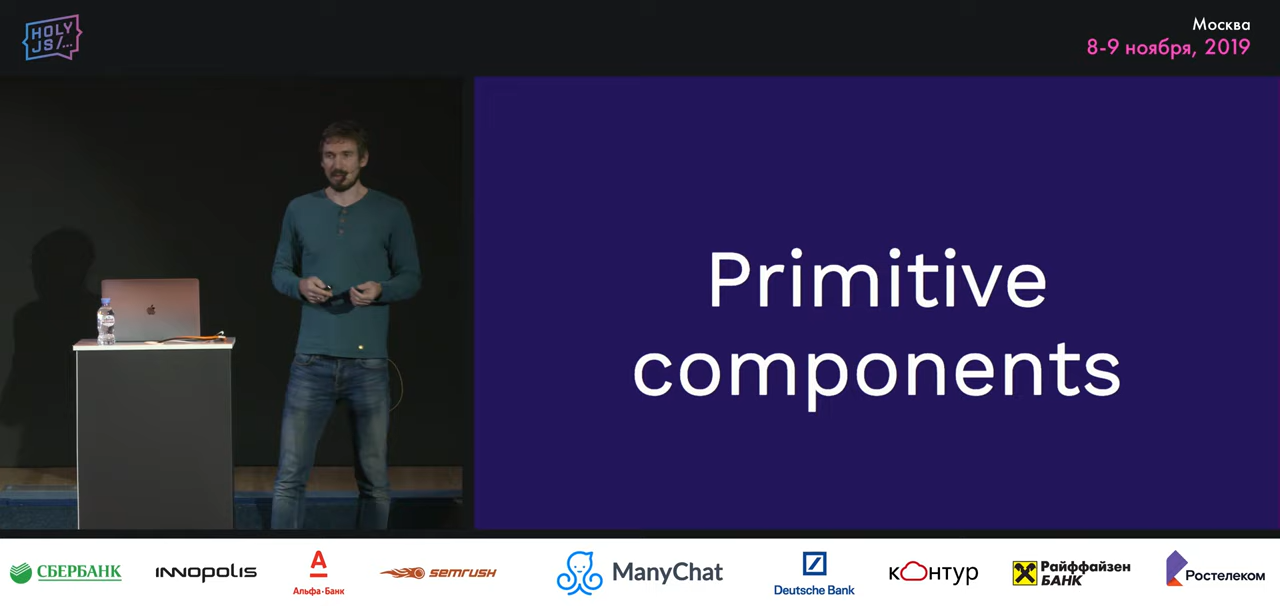 HOLY
JS/...
Москва
8-9 ноября, 2019
Primitive
components
СБЕРБАНК
INNOPOLIS
Альфа·Банк
semrush
ManyChat
Deutsche Bank
кОнтур
Райффайзен
БАНК
Ростелеком